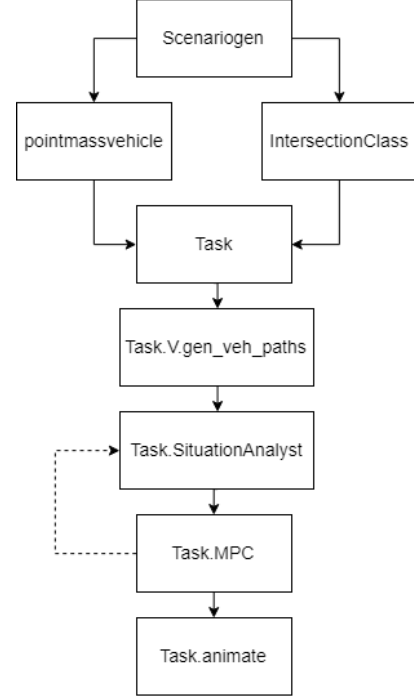 Scenariogen
pointmassvehicle
IntersectionClass
Task
Task.V.gen_veh_paths
Task.SituationAnalyst
Task.MPC
Task.animate